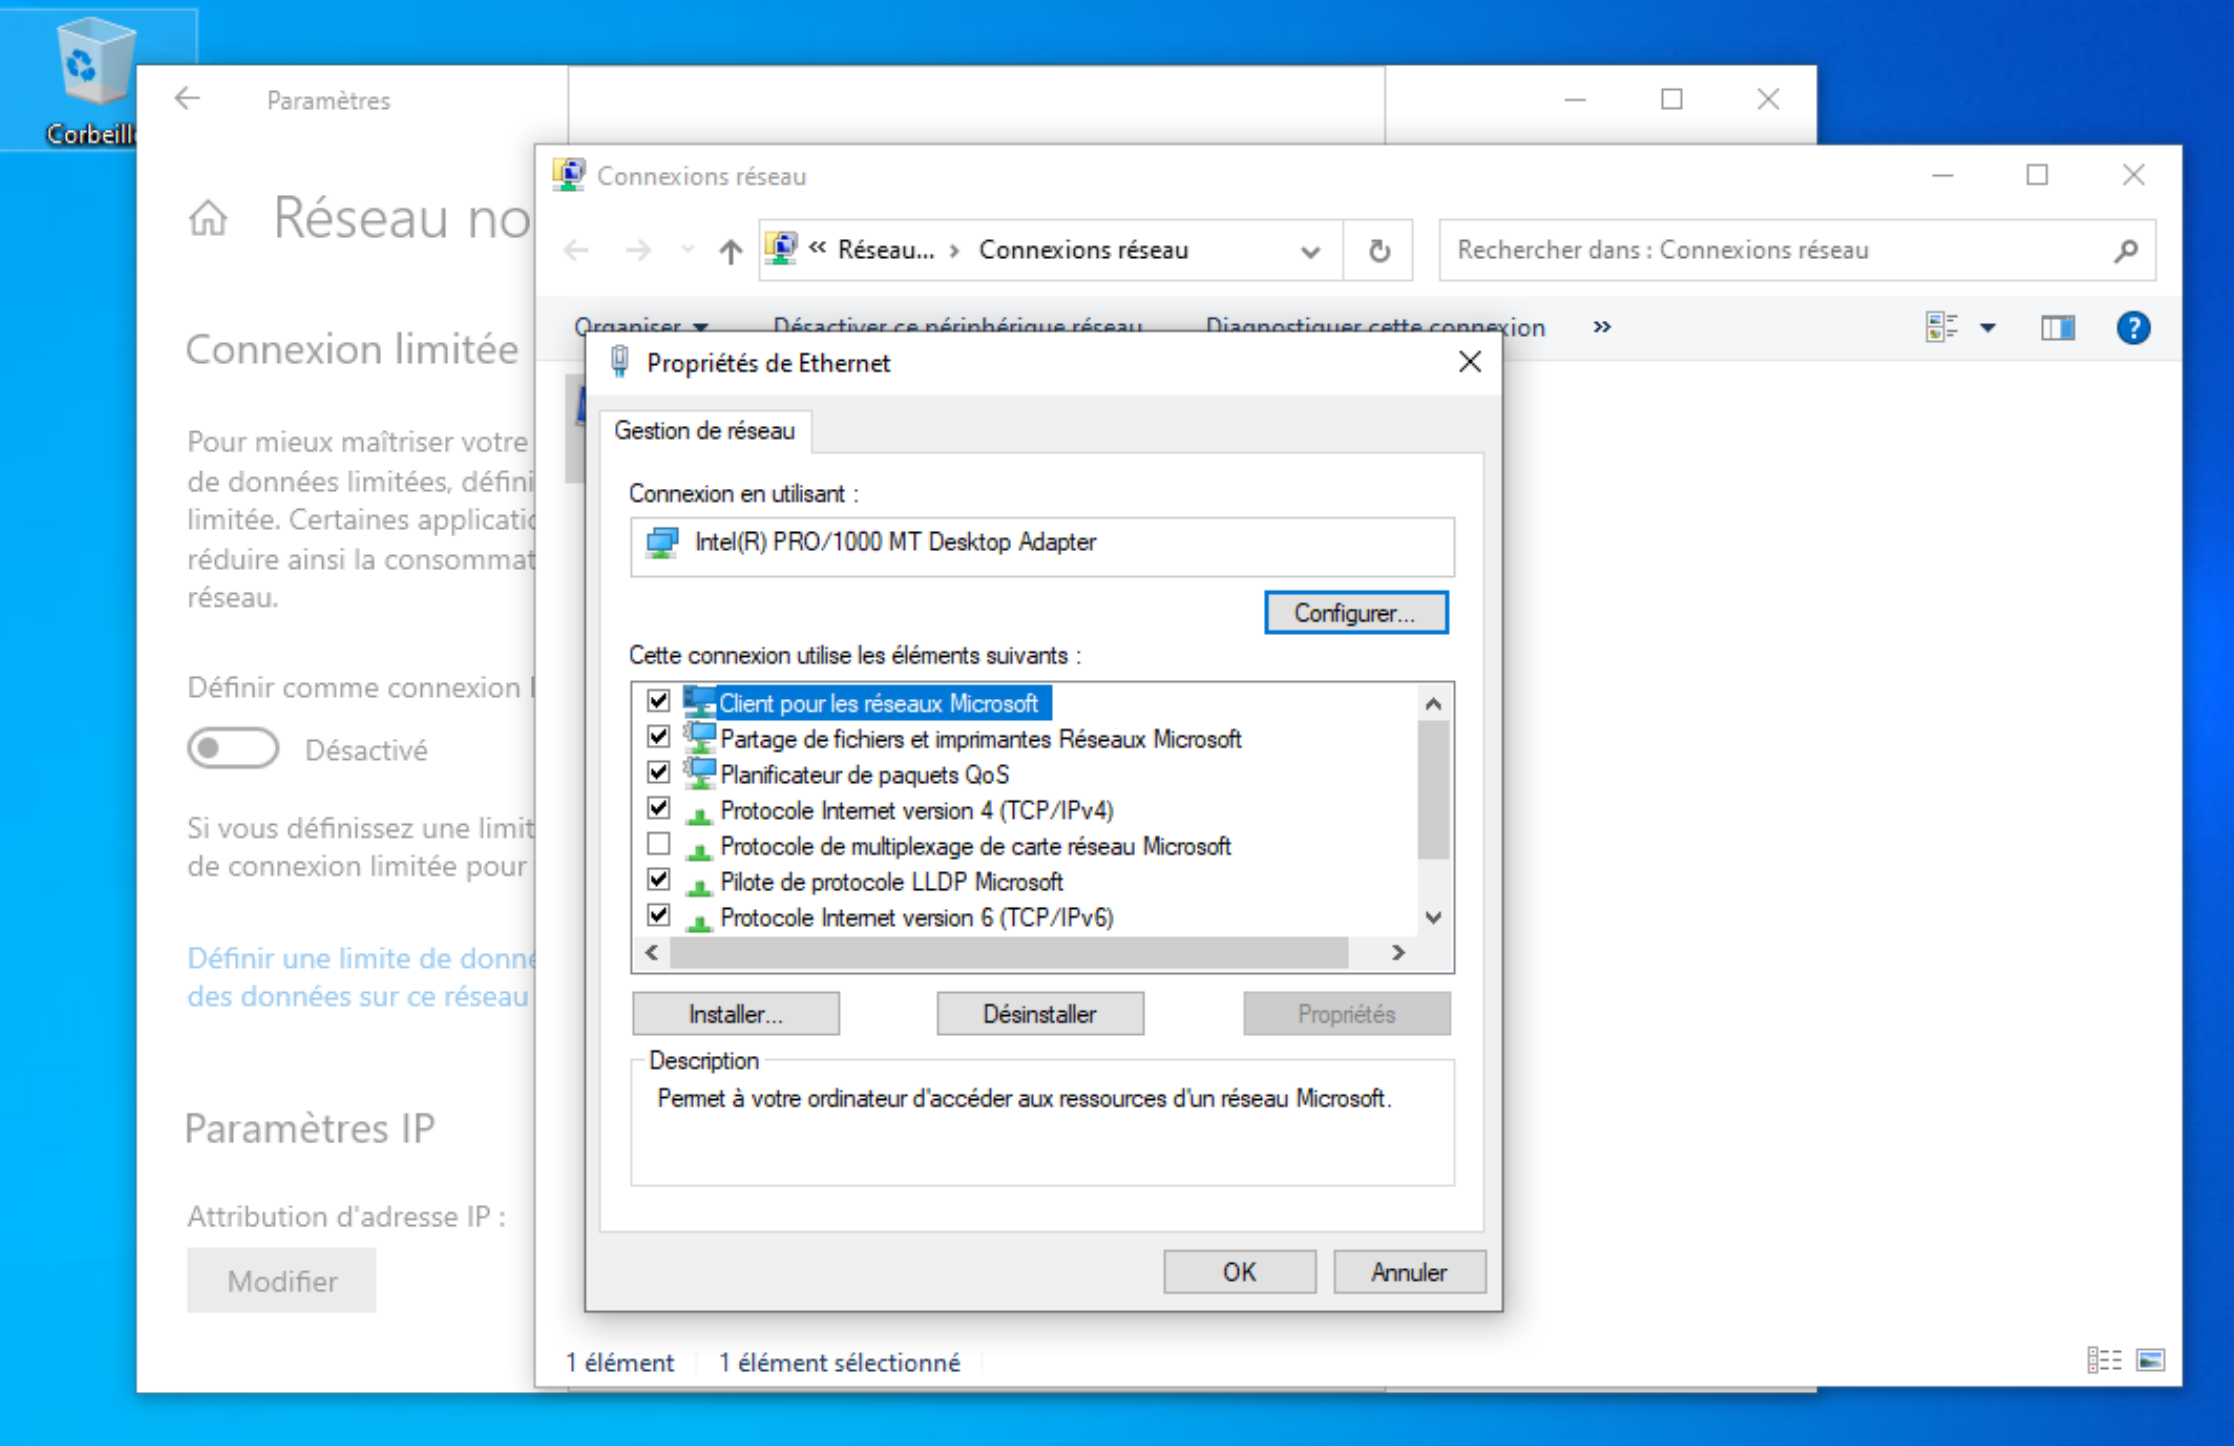 Corbeill
Paramètres
Réseau no
Connexion limitée
Pour mieux maîtriser votre
de données limitées, défini
limitée. Certaines applicatio
réduire ainsi la consommat
réseau.
Définir comme connexion l
Désactivé
Si vous définissez une limit
de connexion limitée pour
Définir une limite de donné
des données sur ce réseau
Paramètres IP
Attribution d'adresse IP :
Modifier
Connexions réseau
« Réseau... > Connexions réseau
Rechercher dans : Connexions réseau
Organiser
Désactiver ce périphérique réseau
Diagnostiquer cette connexion
»
Propriétés de Ethernet
Gestion de réseau
Connexion en utilisant :
Intel(R) PRO/1000 MT Desktop Adapter
Configurer...
Cette connexion utilise les éléments suivants :
Client pour les réseaux Microsoft
Partage de fichiers et imprimantes Réseaux Microsoft
Planificateur de paquets QoS
Protocole Internet version 4 (TCP/IPv4)
Protocole de multiplexage de carte réseau Microsoft
Pilote de protocole LLDP Microsoft
Protocole Internet version 6 (TCP/IPv6)
Installer...
Désinstaller
Propriétés
Description
Permet à votre ordinateur d'accéder aux ressources d'un réseau Microsoft.
OK
Annuler
1 élément
1 élément sélectionné